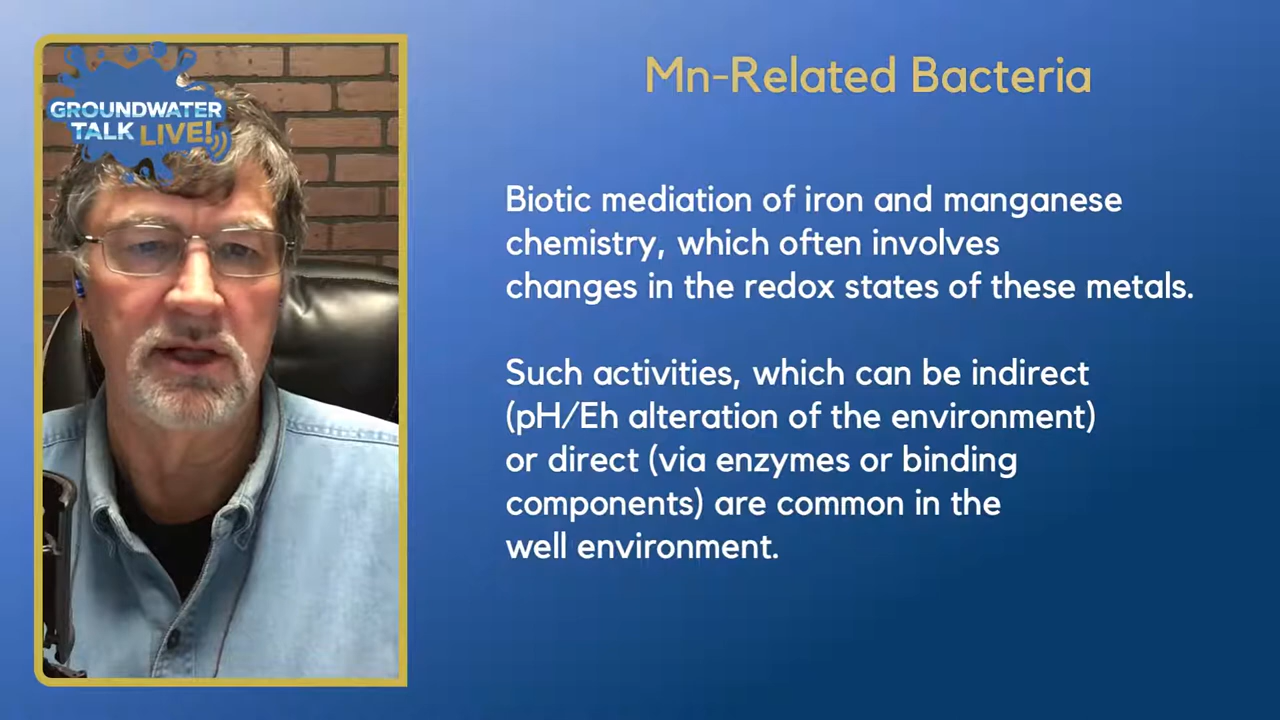 GROUNDWATER
TALK LIVE!
Mn-Related Bacteria
Biotic mediation of iron and manganese
chemistry, which often involves
changes in the redox states of these metals.
Such activities, which can be indirect
(pH/Eh alteration of the environment)
or direct (via enzymes or binding
components) are common in the
well environment.